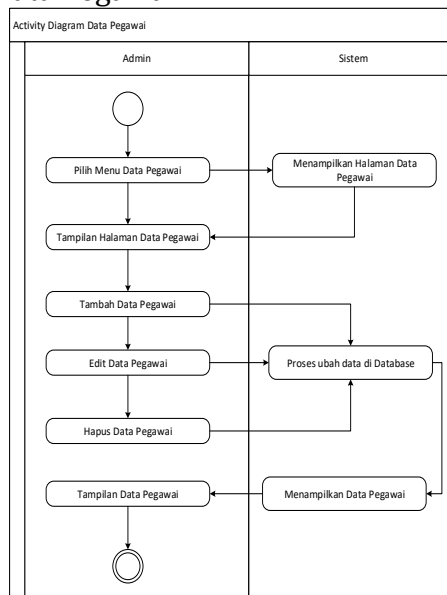 Activity Diagram Data Pegawai
Admin
Sistem
Pilih Menu Data Pegawai
Menampilkan Halaman Data
Pegawai
Tampilan Halaman Data Pegawai
Tambah Data Pegawai
Edit Data Pegawai
Proses ubah data di Database
Hapus Data Pegawai
Tampilan Data Pegawai
Menampilkan Data Pegawai